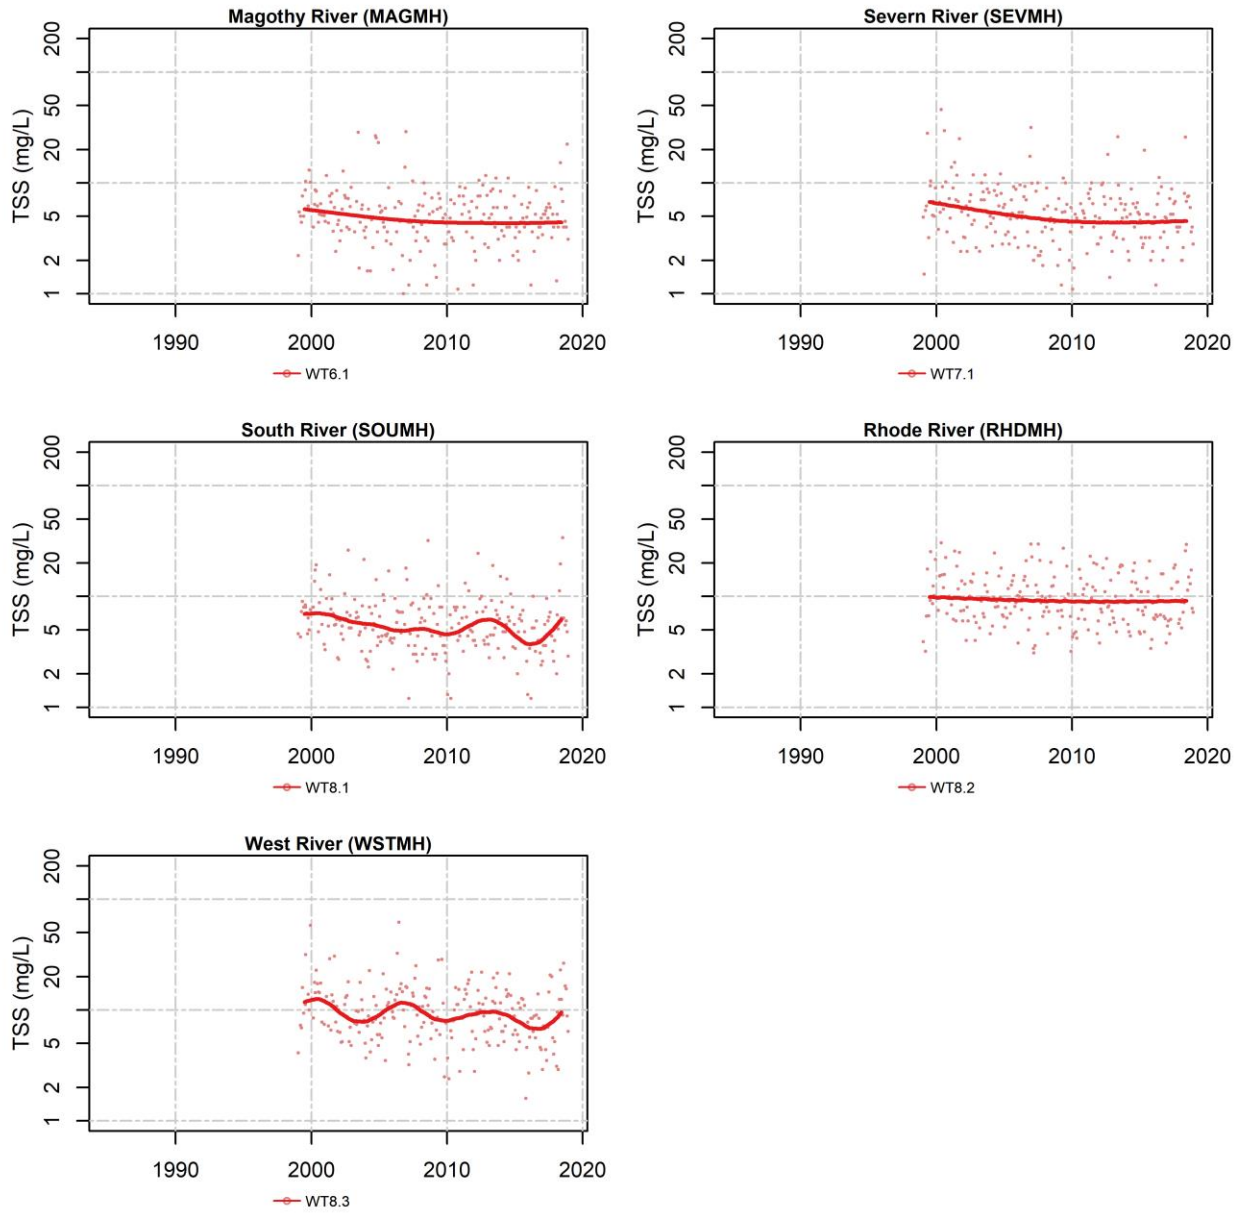 Magothy River (MAGMH)
TSS (mg/L)
200
50
20
5
2
1
1990 2000 2010 2020
WT6.1
Severn River (SEVMH)
TSS (mg/L)
200
50
20
5
2
1
1990 2000 2010 2020
WT7.1
South River (SOUMH)
TSS (mg/L)
200
50
20
5
2
1
1990 2000 2010 2020
WT8.1
Rhode River (RHDMH)
TSS (mg/L)
200
50
20
5
2
1
1990 2000 2010 2020
WT8.2
West River (WSTMH)
TSS (mg/L)
200
50
20
5
2
1
1990 2000 2010 2020
WT8.3